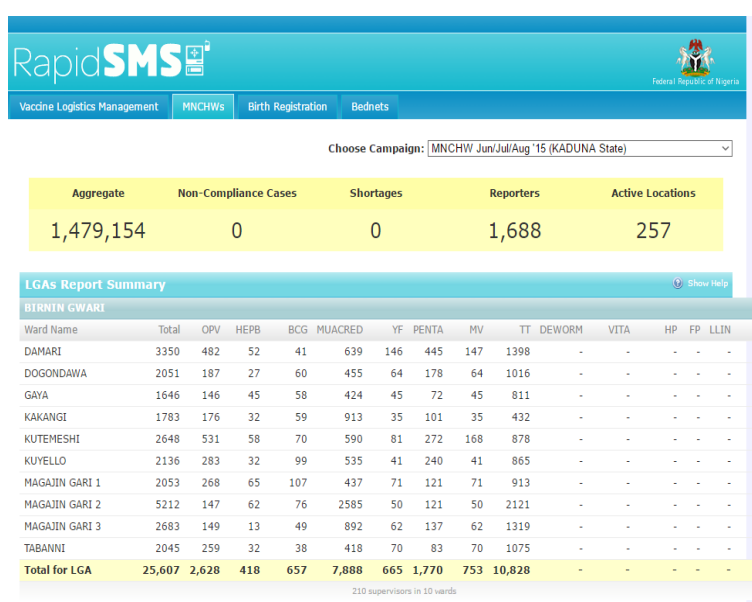 RapidSMS
Federal Republic of Nigeria
Vaccine Logistics Management MNCHWs Birth Registration Bednets
Choose Campaign: MNCHW Jun/Jul/Aug '15 (KADUNA State)
Aggregate Non-Compliance Cases Shortages Reporters Active Locations
1,479,154 0 0 1,688 257
LGAs Report Summary Show Help
BIRNIN GWARI
Ward Name Total OPV HEPB BCG MUACRED YF PENTA MV TT DEWORM VITA HP FP LLIN
DAMARI 3350 482 52 41 639 146 445 147 1398 - - - - -
DOGONDAWA 2051 187 27 60 455 64 178 64 1016 - - - - -
GAYA 1646 146 45 58 424 45 72 45 811 - - - - -
KAKANGI 1783 176 32 59 913 35 101 35 432 - - - - -
KUTEMESHI 2648 531 58 70 590 81 272 168 878 - - - - -
KUYELLO 2136 283 32 99 535 41 240 41 865 - - - - -
MAGAJIN GARI 1 2053 268 65 107 437 71 121 71 913 - - - - -
MAGAJIN GARI 2 5212 147 62 76 2585 50 121 50 2121 - - - - -
MAGAJIN GARI 3 2683 149 13 49 892 62 137 62 1319 - - - - -
TABANNI 2045 259 32 38 418 70 83 70 1075 - - - - -
Total for LGA 25,607 2,628 418 657 7,888 665 1,770 753 10,828 - - - - -
210 supervisors in 10 wards